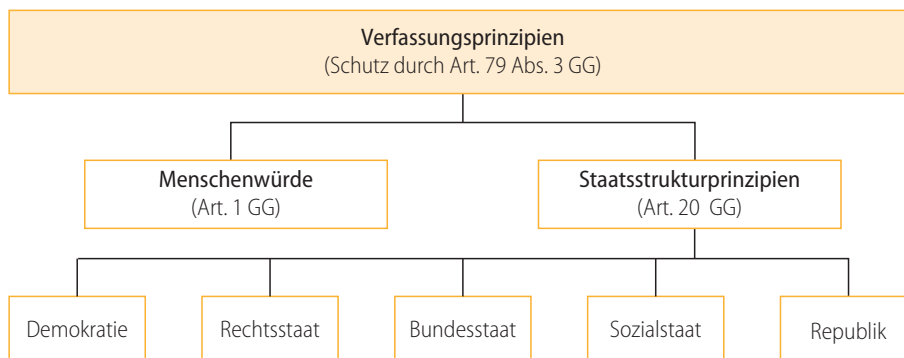 Verfassungsprinzipien
(Schutz durch Art. 79 Abs. 3 GG)
Menschenwürde
(Art. 1 GG)
Staatsstrukturprinzipien
(Art. 20 GG)
Demokratie
Rechtsstaat
Bundesstaat
Sozialstaat
Republik